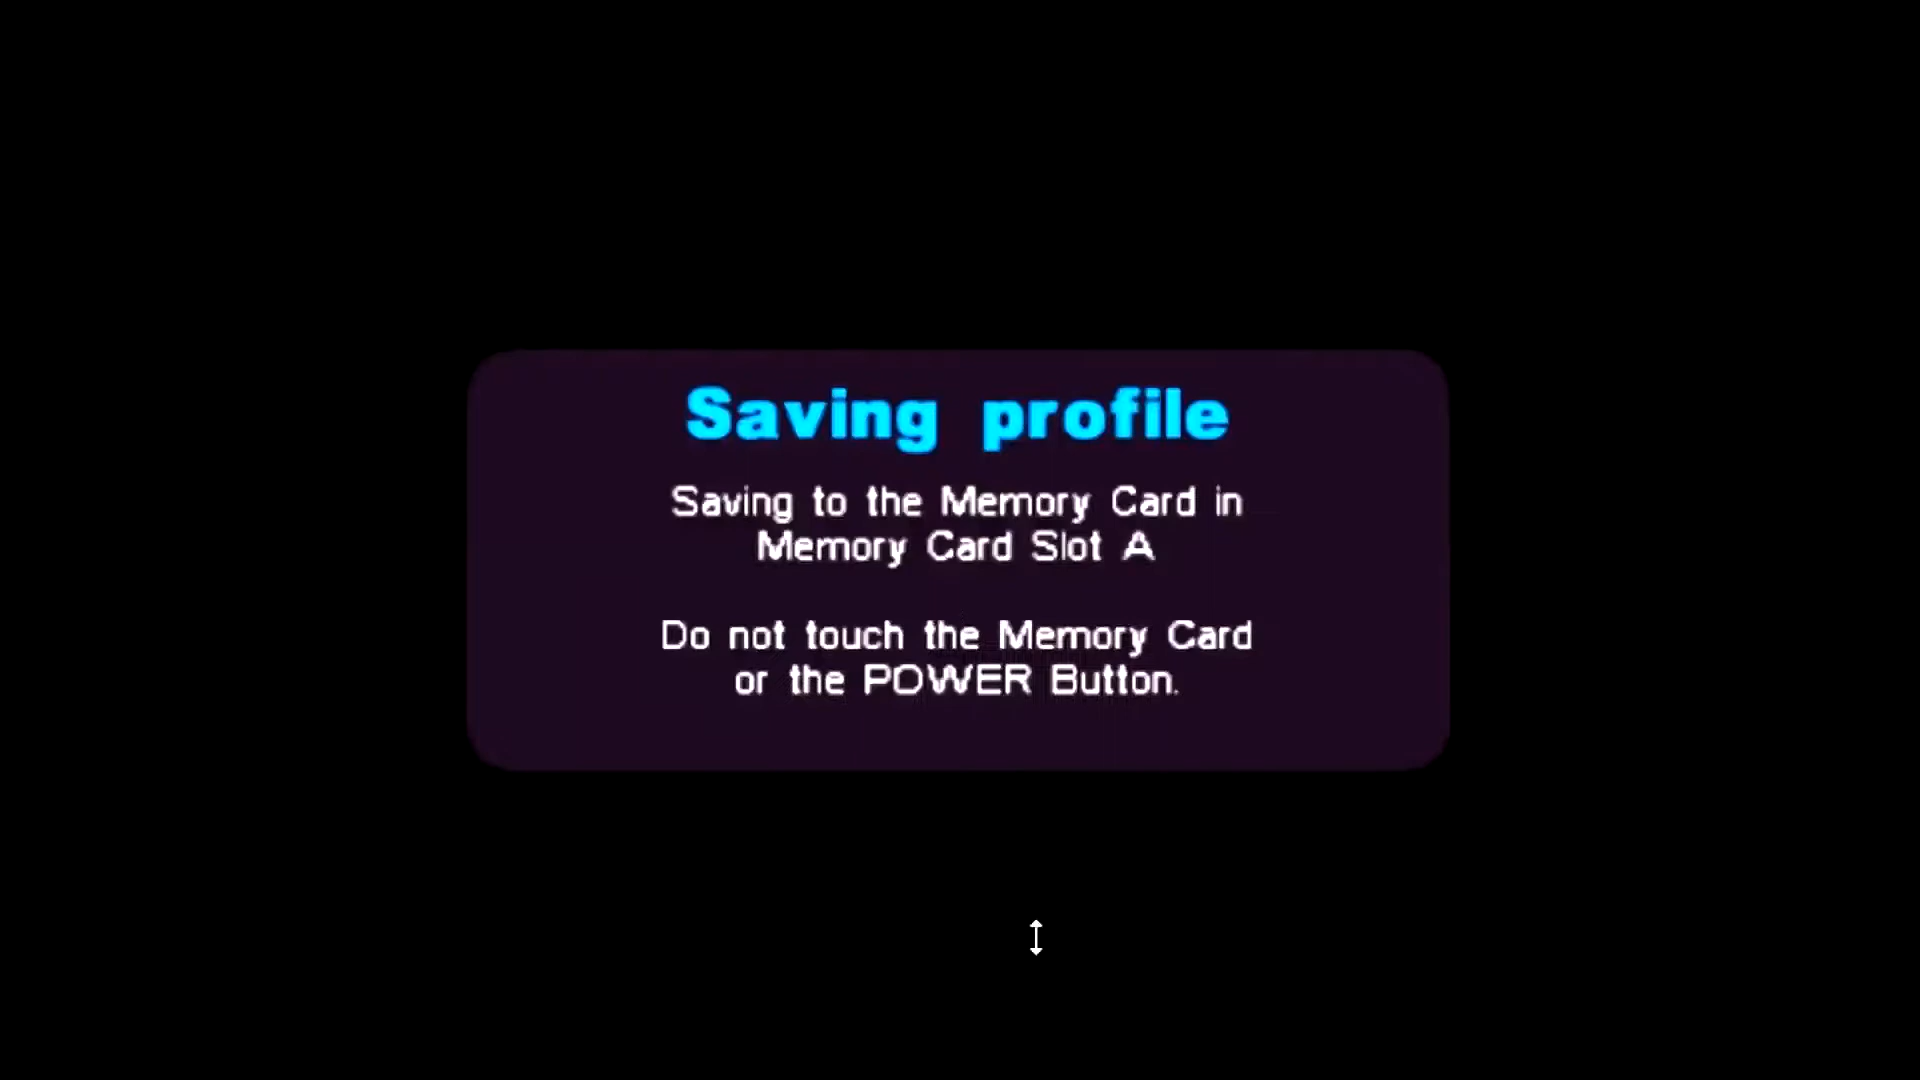 Saving profile
Saving to the Memory Card in
Memory Card Slot A
Do not touch the Memory Card
or the POWER Button.